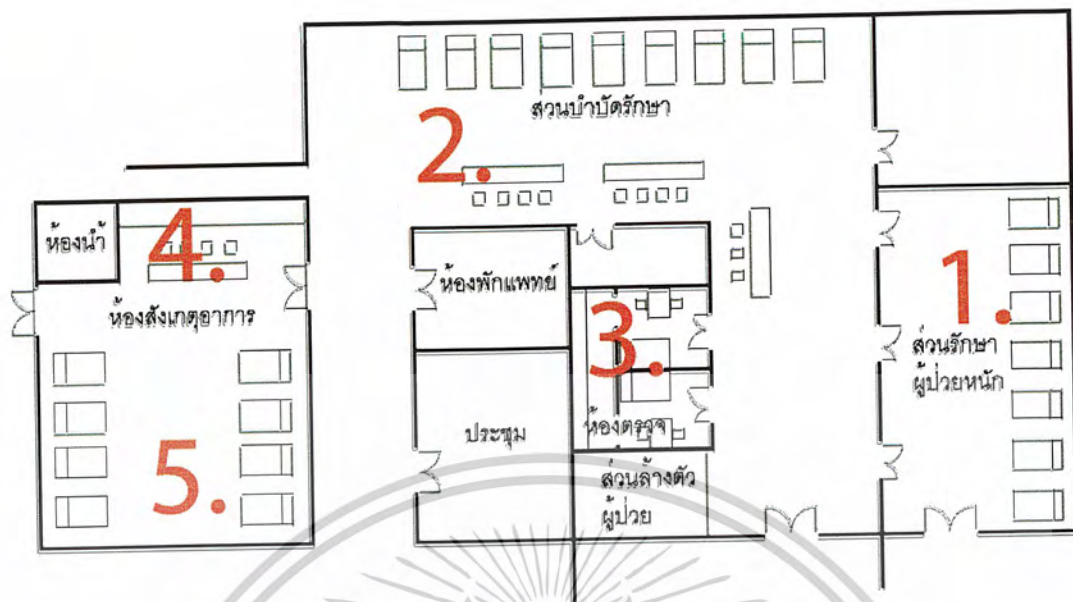 ส่วนบำบัดรักษา
2.
ห้องน้ำ
4.
ห้องสังเกตุอาการ
5.
ห้องพักแพทย์
ประชุม
3.
ห้องตรวจ
ส่วนล้างตัว
ผู้ป่วย
1.
ส่วนรักษา
ผู้ป่วยหนัก